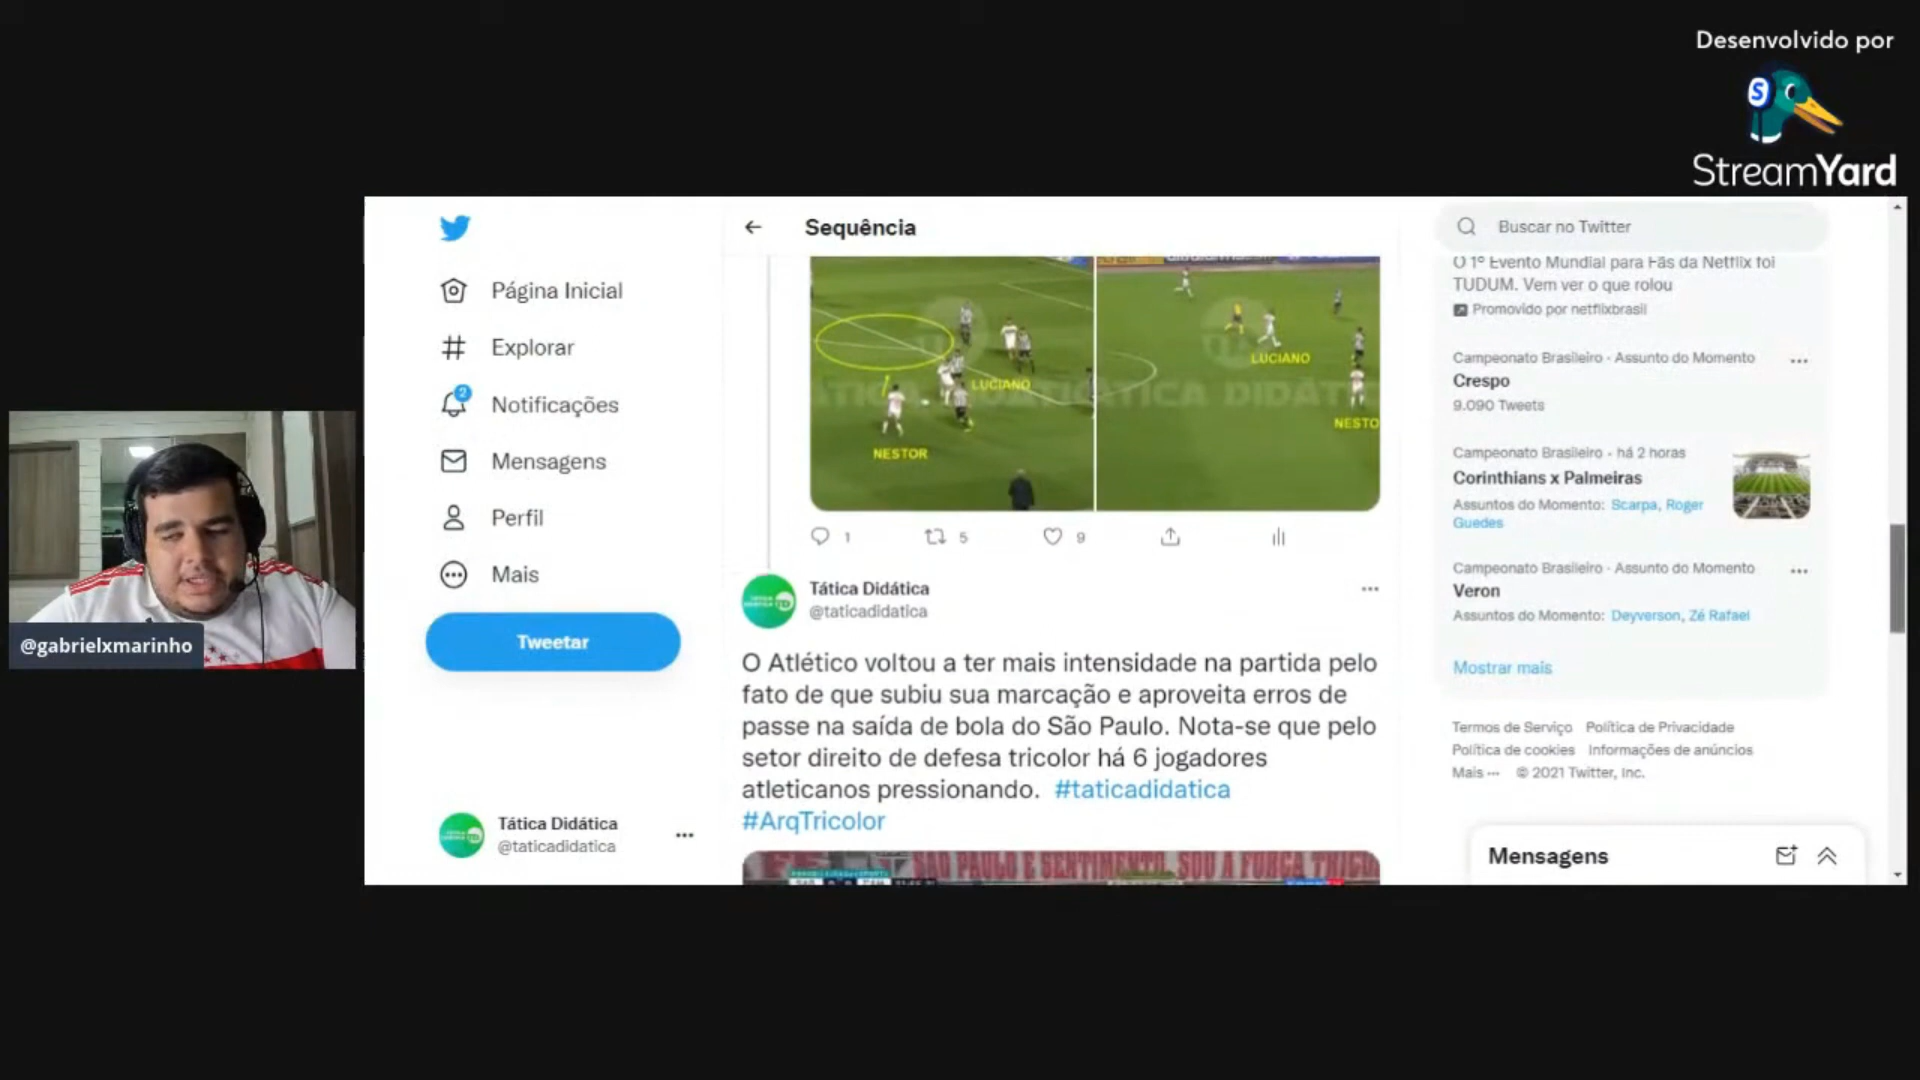 Desenvolvido por
StreamYard
@gabrielxmarinho
Página Inicial
Explorar
2
Notificações
Mensagens
Perfil
Mais
Tweetar
Tática Didática
@taticadidatica
Sequência
LUCIANO
NESTOR
LUCIANO
NESTO
1
5
9
Tática Didática
@taticadidatica
O Atlético voltou a ter mais intensidade na partida pelo
fato de que subiu sua marcação e aproveita erros de
passe na saída de bola do São Paulo. Nota-se que pelo
setor direito de defesa tricolor há 6 jogadores
atleticanos pressionando. #taticadidatica
#ArqTricolor
SÃO PAULO É SENTIMENTO, SOU A FORÇA
Buscar no Twitter
O 1º Evento Mundial para Fãs da Netflix foi
TUDUM. Vem ver o que rolou
Promovido por netflixbrasil
Campeonato Brasileiro · Assunto do Momento
Crespo
9.090 Tweets
Campeonato Brasileiro · há 2 horas
Corinthians x Palmeiras
Assuntos do Momento: Scarpa, Roger
Guedes
Campeonato Brasileiro · Assunto do Momento
Veron
Assuntos do Momento: Deyverson, Zé Rafael
Mostrar mais
Termos de Serviço Política de Privacidade
Política de cookies Informações de anúncios
Mais ··· © 2021 Twitter, Inc.
Mensagens